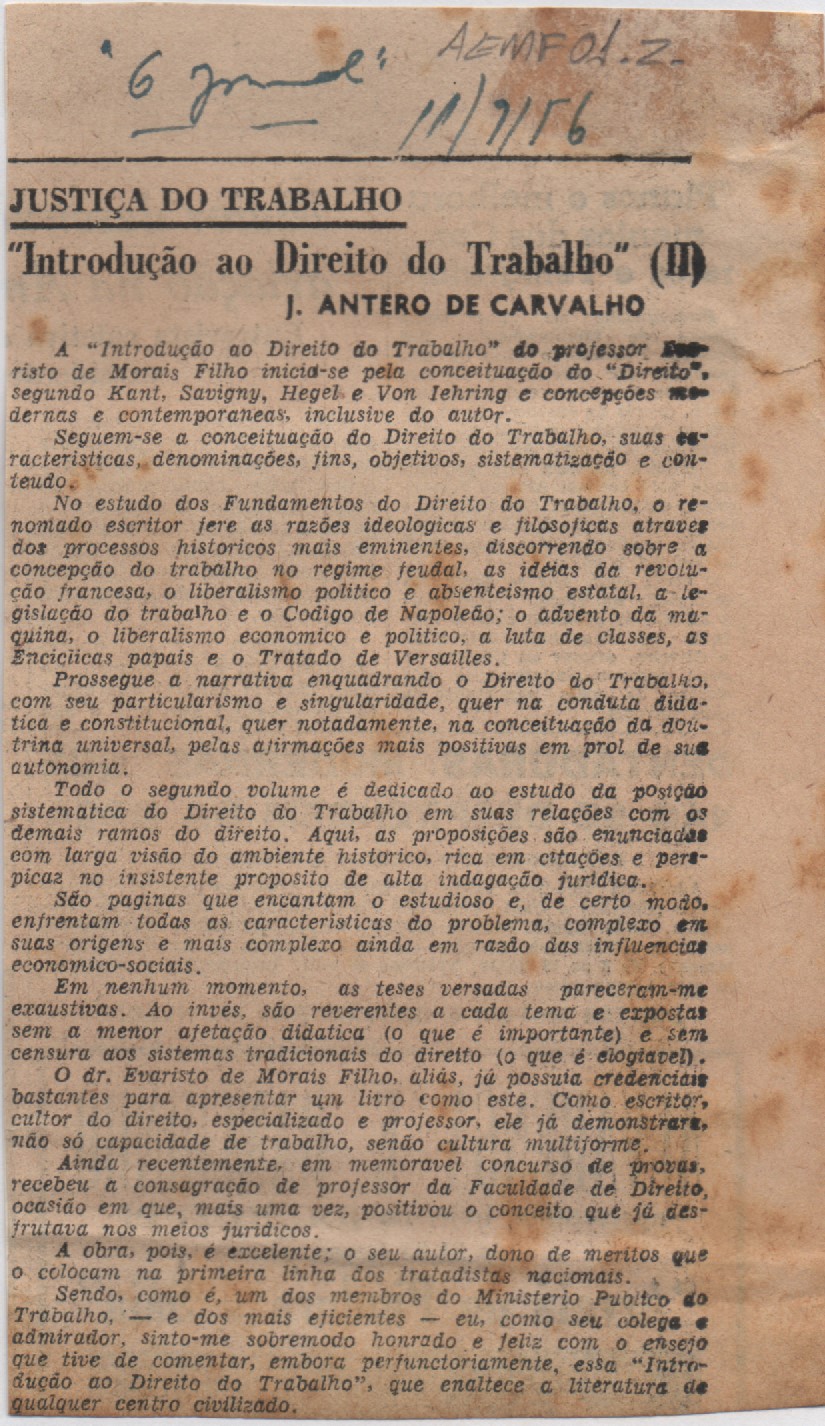 "O Jornal"
AEMF01.2.
11/7/56
JUSTIÇA DO TRABALHO
"Introdução ao Direito do Trabalho" (II)
J. ANTERO DE CARVALHO
A "Introdução ao Direito do Trabalho" do professor Eva-
risto de Morais Filho inicia-se pela conceituação do "Direito",
segundo Kant, Savigny, Hegel e Von Iehring e concepções mo-
dernas e contemporaneas, inclusive do autor.
Seguem-se a conceituação do Direito do Trabalho, suas ca-
racteristicas, denominações, fins, objetivos, sistematização e con-
teudo.
No estudo dos Fundamentos do Direito do Trabalho, o re-
nomado escritor fere as razões ideologicas e filosoficas atraves
dos processos historicos mais eminentes, discorrendo sobre a
concepção do trabalho no regime feudal, as idéias da revolu-
ção francesa, o liberalismo politico e absenteismo estatal, a le-
gislação do trabalho e o Codigo de Napoleão; o advento da ma-
quina, o liberalismo economico e politico, a luta de classes, as
Enciclicas papais e o Tratado de Versailles.
Prossegue a narrativa enquadrando o Direito do Trabalho,
com seu particularismo e singularidade, quer na conduta dida-
tica e constitucional, quer notadamente, na conceituação da dou-
trina universal, pelas afirmações mais positivas em prol de sua
autonomia.
Todo o segundo volume é dedicado ao estudo da posição
sistematica do Direito do Trabalho em suas relações com os
demais ramos do direito. Aqui, as proposições são enunciadas
com larga visão do ambiente historico, rica em citações e pers-
picaz no insistente proposito de alta indagação juridica.
São paginas que encantam o estudioso e, de certo modo,
enfrentam todas as caracteristicas do problema, complexo em
suas origens e mais complexo ainda em razão das influencias
economico-sociais.
Em nenhum momento, as teses versadas pareceram-me
exaustivas. Ao invés, são reverentes a cada tema e expostas
sem a menor afetação didatica (o que é importante) e sem
censura aos sistemas tradicionais do direito (o que é elogiavel).
O dr. Evaristo de Morais Filho, aliás, já possuia credenciais
bastantes para apresentar um livro como este. Como escritor,
cultor do direito, especializado e professor, ele já demonstrara,
não só capacidade de trabalho, senão cultura multiforme.
Ainda recentemente, em memoravel concurso de provas,
recebeu a consagração de professor da Faculdade de Direito,
ocasião em que, mais uma vez, positivou o conceito que já des-
frutava nos meios juridicos.
A obra, pois, é excelente; o seu autor, dono de meritos que
o colocam na primeira linha dos tratadistas nacionais.
Sendo, como é, um dos membros do Ministerio Publico do
Trabalho, — e dos mais eficientes — eu, como seu colega e
admirador, sinto-me sobremodo honrado e feliz com o ensejo
que tive de comentar, embora perfunctoriamente, essa "Intro-
dução ao Direito do Trabalho", que enaltece a literatura de
qualquer centro civilizado.